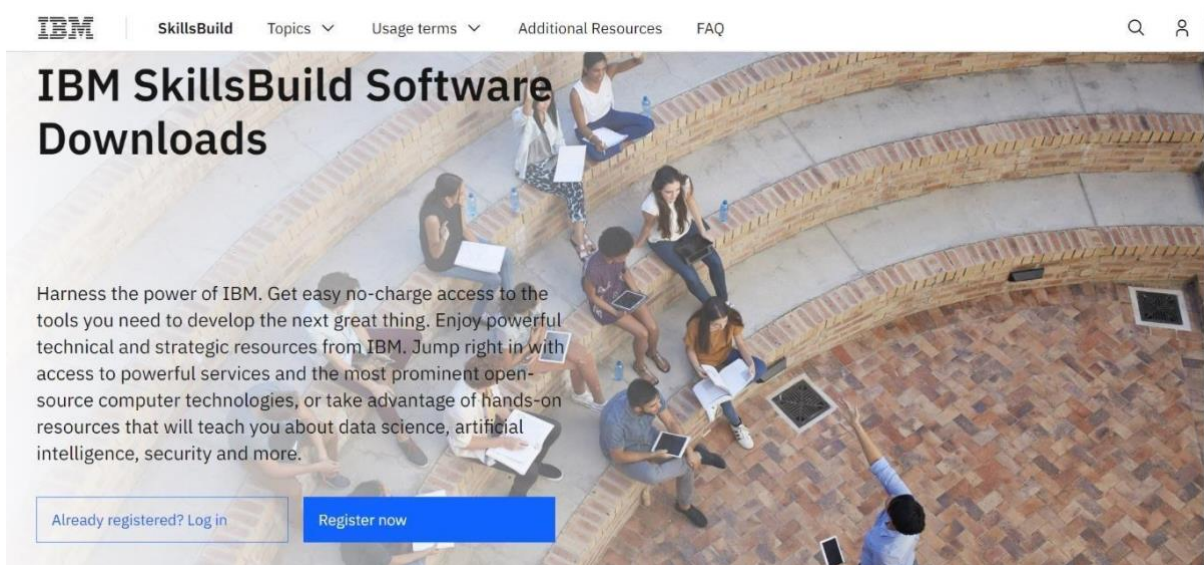 IBM SkillsBuild Topics Usage terms Additional Resources FAQ
IBM SkillsBuild Software
Downloads
Harness the power of IBM. Get easy no-charge access to the
tools you need to develop the next great thing. Enjoy powerful
technical and strategic resources from IBM. Jump right in with
access to powerful services and the most prominent open-
source computer technologies, or take advantage of hands-on
resources that will teach you about data science, artificial
intelligence, security and more.
Already registered? Log in Register now